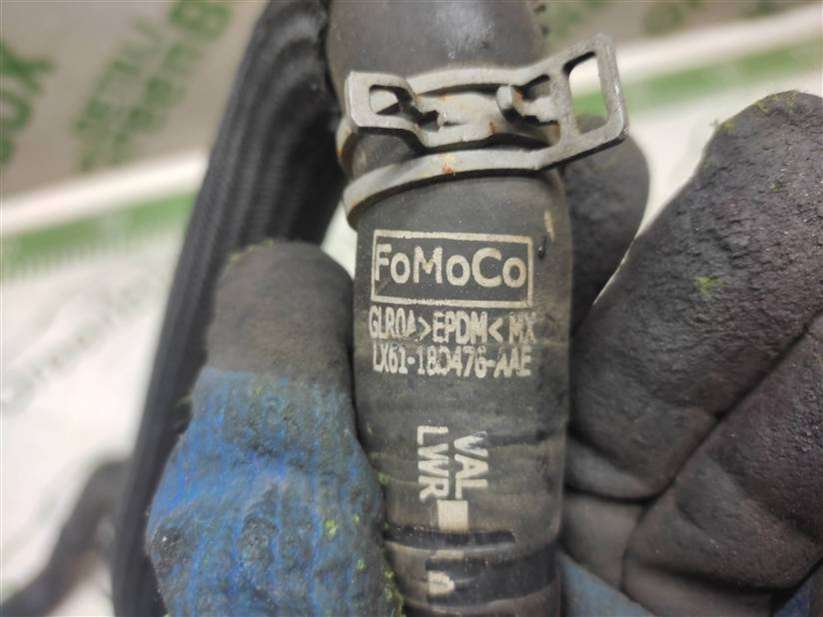 FoMoCo
GLR0A>EPDM<MX
LX61-18D476-AAE
VAL
LWR